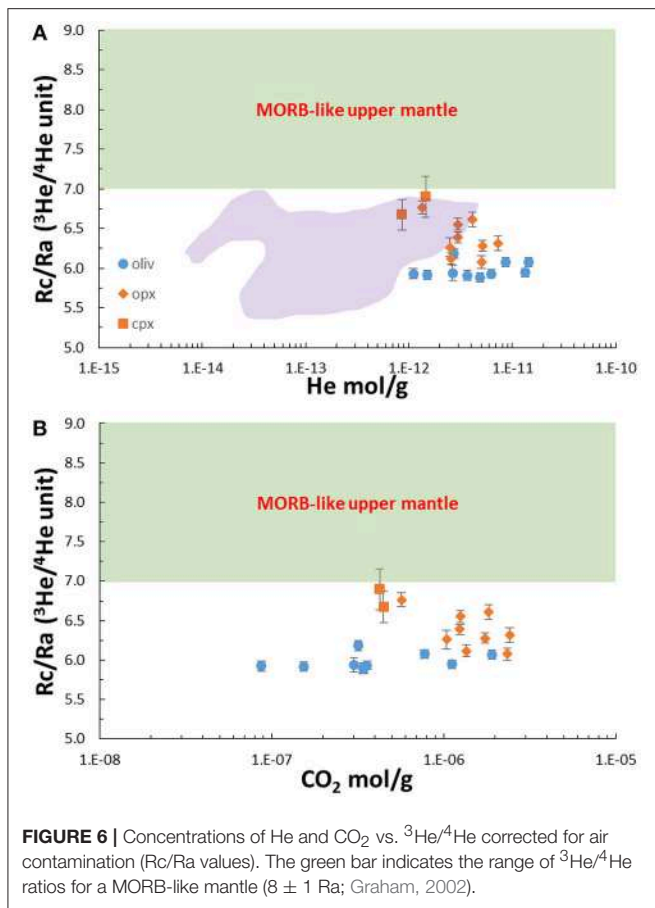 A
9.0
8.5
8.0
7.5
7.0
6.5
6.0
5.5
5.0
Rc/Ra (³He/⁴He unit)
MORB-like upper mantle
oliv
opx
cpx
1.E-15 1.E-14 1.E-13 1.E-12 1.E-11 1.E-10
He mol/g
B
9.0
8.5
8.0
7.5
7.0
6.5
6.0
5.5
5.0
Rc/Ra (³He/⁴He unit)
MORB-like upper mantle
1.E-08 1.E-07 1.E-06 1.E-05
CO₂ mol/g
FIGURE 6 | Concentrations of He and CO₂ vs. ³He/⁴He corrected for air
contamination (Rc/Ra values). The green bar indicates the range of ³He/⁴He
ratios for a MORB-like mantle (8 ± 1 Ra; Graham, 2002).